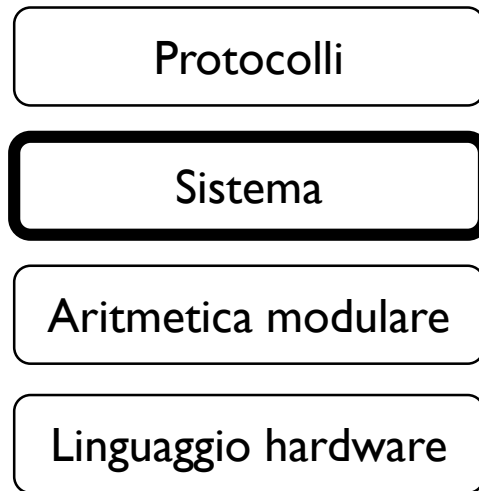 Protocolli
Sistema
Aritmetica modulare
Linguaggio hardware